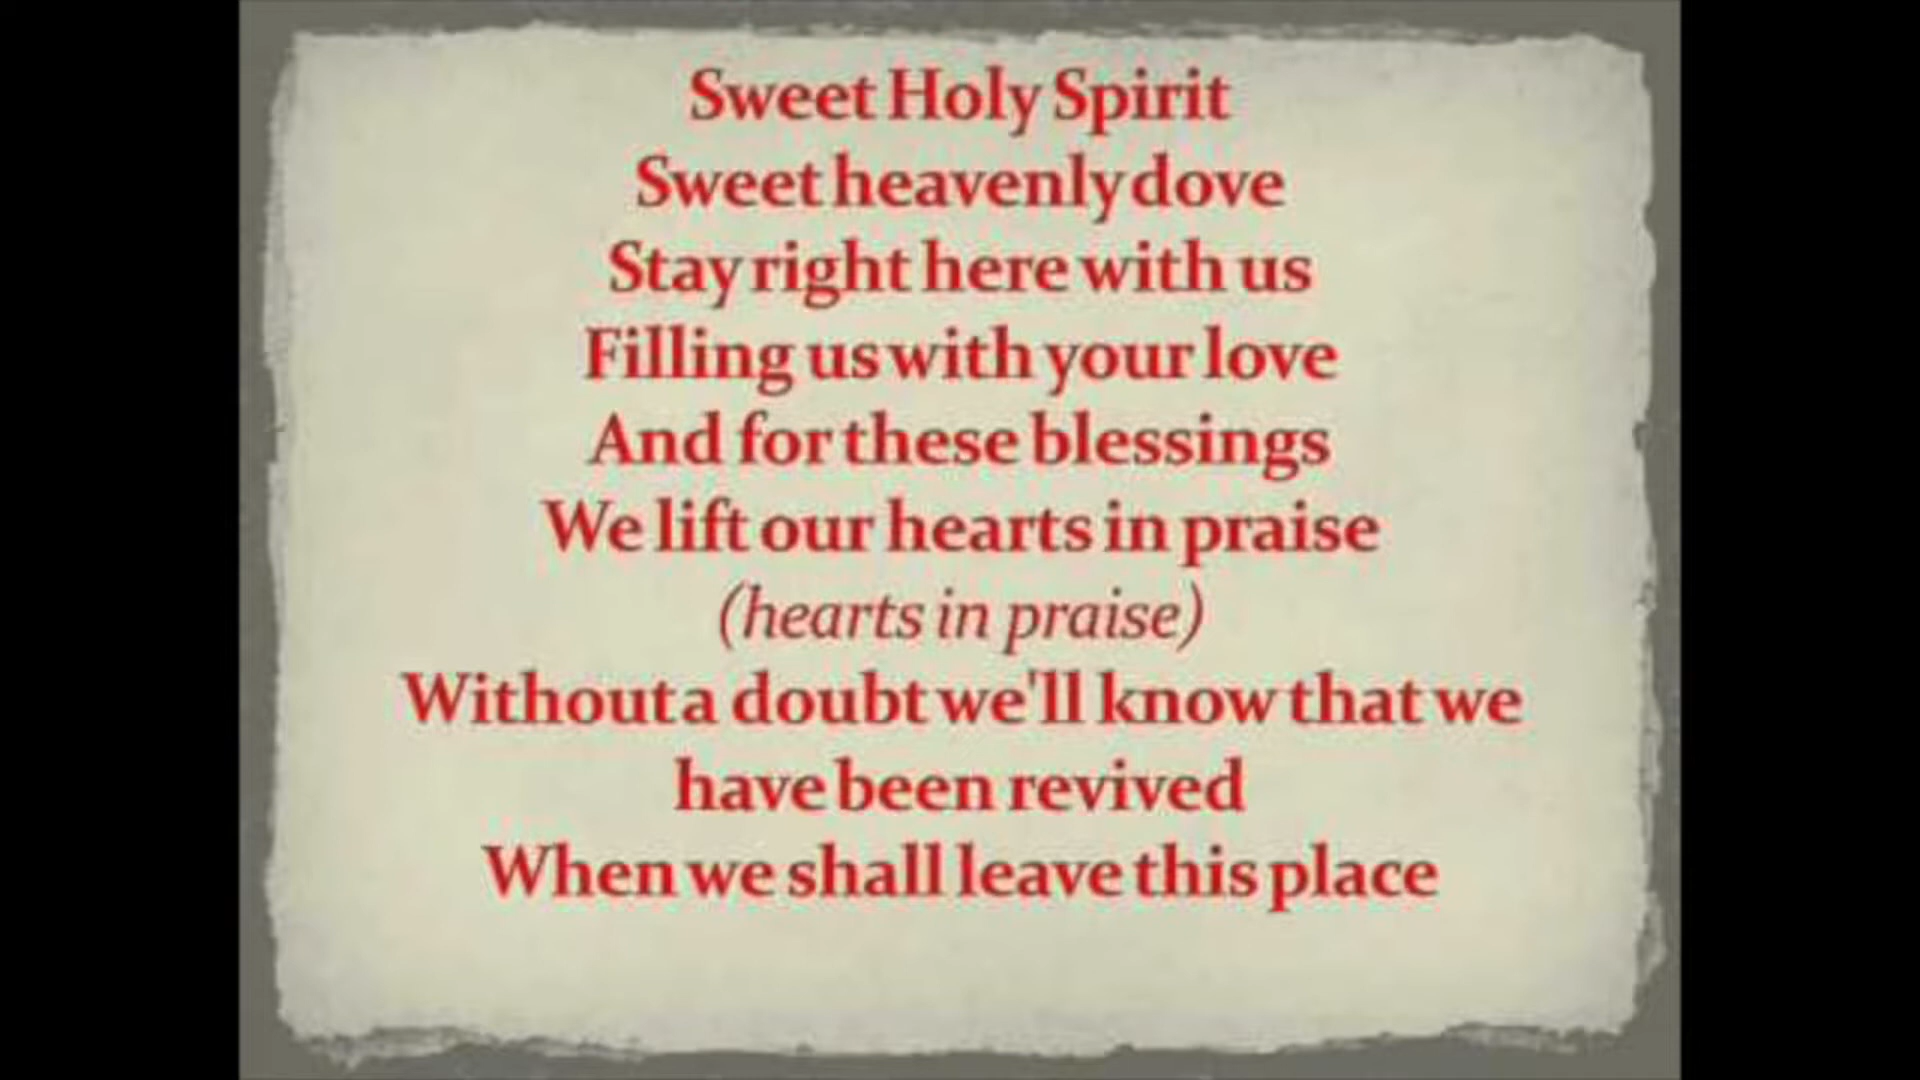 Sweet Holy Spirit
Sweet heavenly dove
Stay right here with us
Filling us with your love
And for these blessings
We lift our hearts in praise
(hearts in praise)
Without a doubt we'll know that we
have been revived
When we shall leave this place